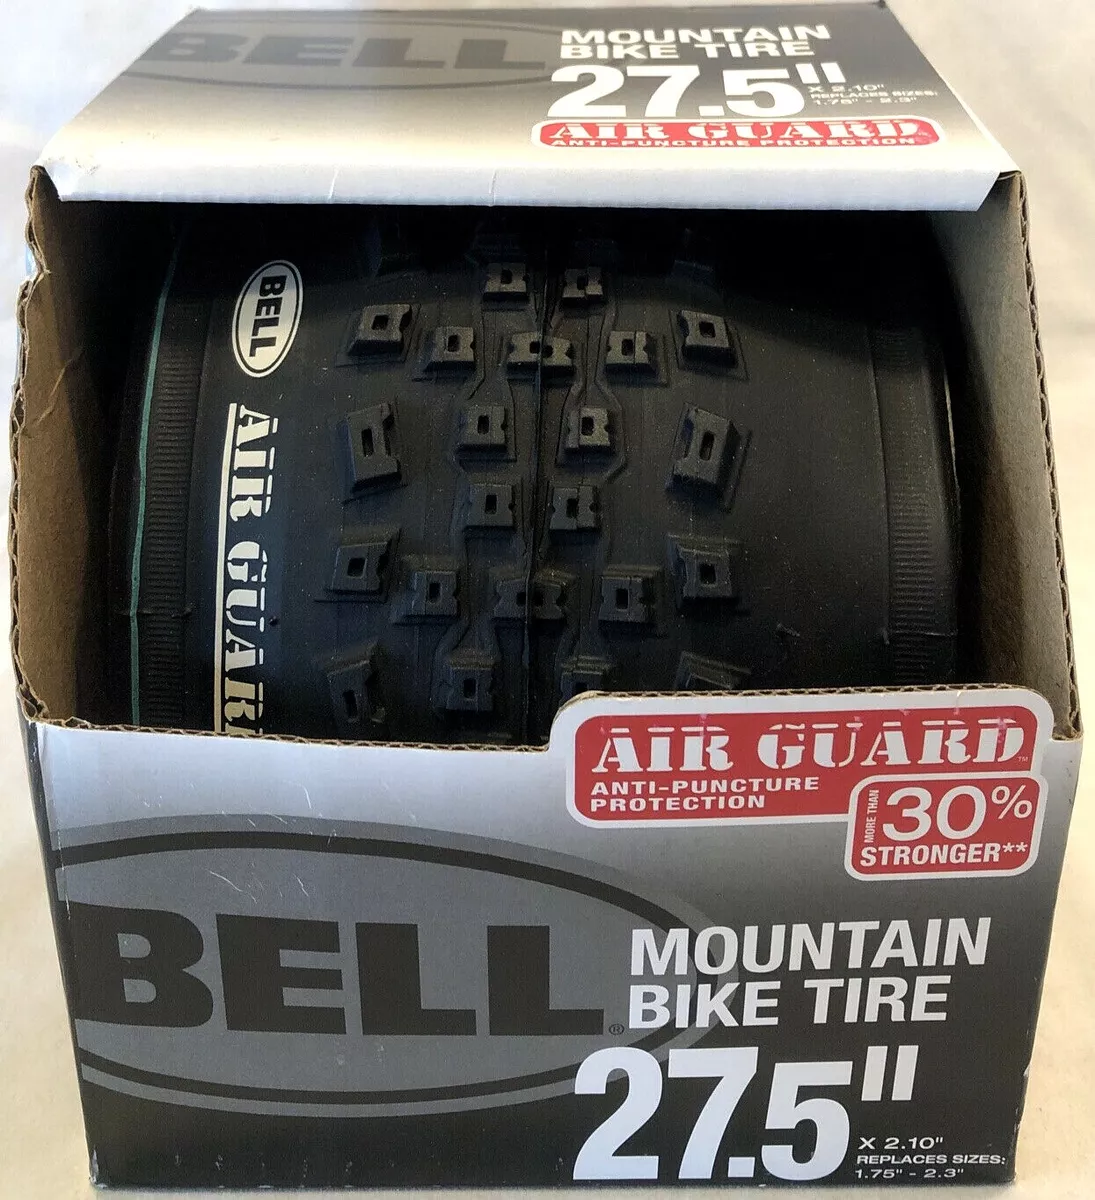 BELL
MOUNTAIN
BIKE TIRE
27.5"
X 2.10"
REPLACES SIZES:
1.75" - 2.3"
AIR GUARD
ANTI-PUNCTURE PROTECTION
BELL
AIR GUARD
AIR GUARD™
ANTI-PUNCTURE
PROTECTION
MORE THAN
30%
STRONGER**
BELL®
MOUNTAIN
BIKE TIRE
27.5"
X 2.10"
REPLACES SIZES:
1.75" - 2.3"